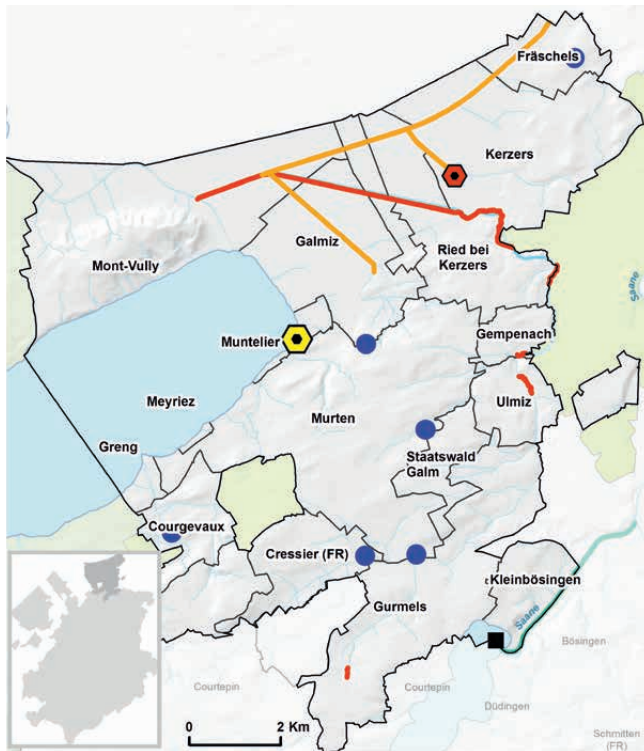 Fräschels
Kerzers
Galmiz
Ried bei
Kerzers
Mont-Vully
Saane
Gempenach
Muntelier
Ulmiz
Meyriez
Murten
Greng
Staatswald
Galm
Courgevaux
Cressier (FR)
Kleinbösingen
Gurmels
Saane
Bösingen
Courtepin
Courtepin
Düdingen
Schmitten
(FR)
0 2 Km